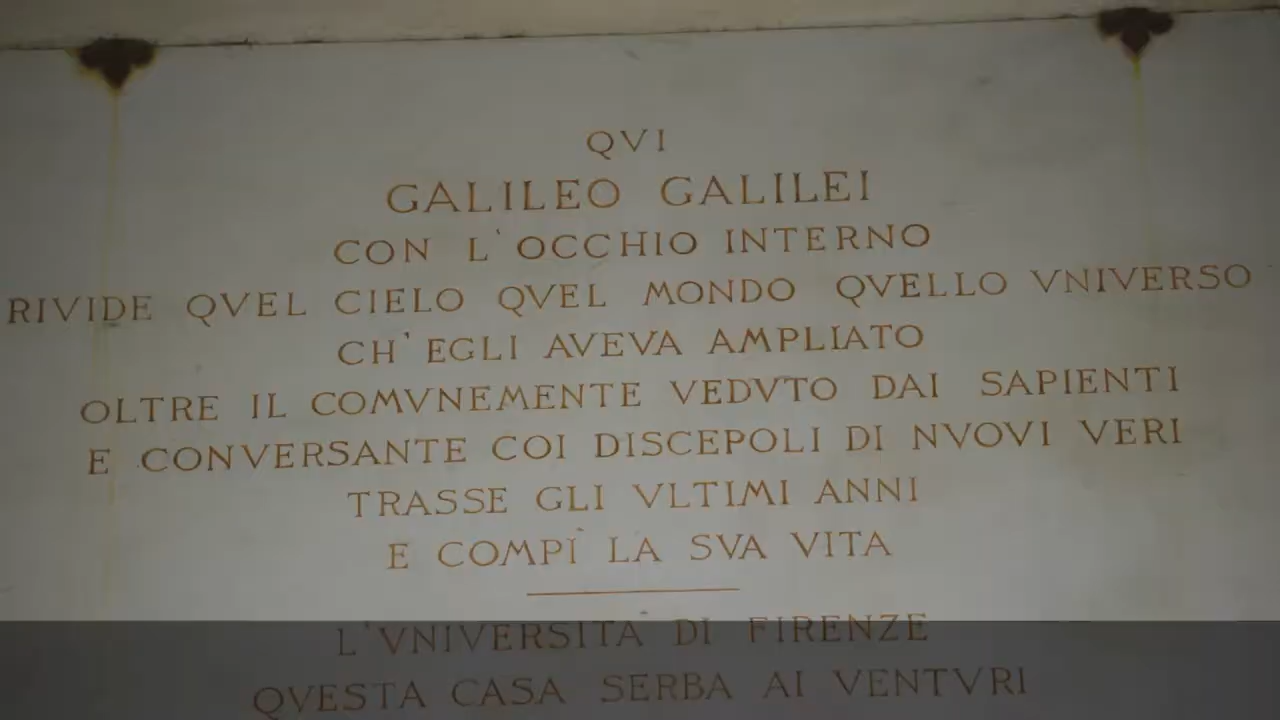 QVI
GALILEO GALILEI
CON L'OCCHIO INTERNO
RIVIDE QVEL CIELO QVEL MONDO QVELLO VNIVERSO
CH'EGLI AVEVA AMPLIATO
OLTRE IL COMVNEMENTE VEDVTO DAI SAPIENTI
E CONVERSANTE COI DISCEPOLI DI NVOVI VERI
TRASSE GLI VLTIMI ANNI
E COMPÌ LA SVA VITA
L'VNIVERSITÀ DI FIRENZE
QVESTA CASA SERBA AI VENTVRI